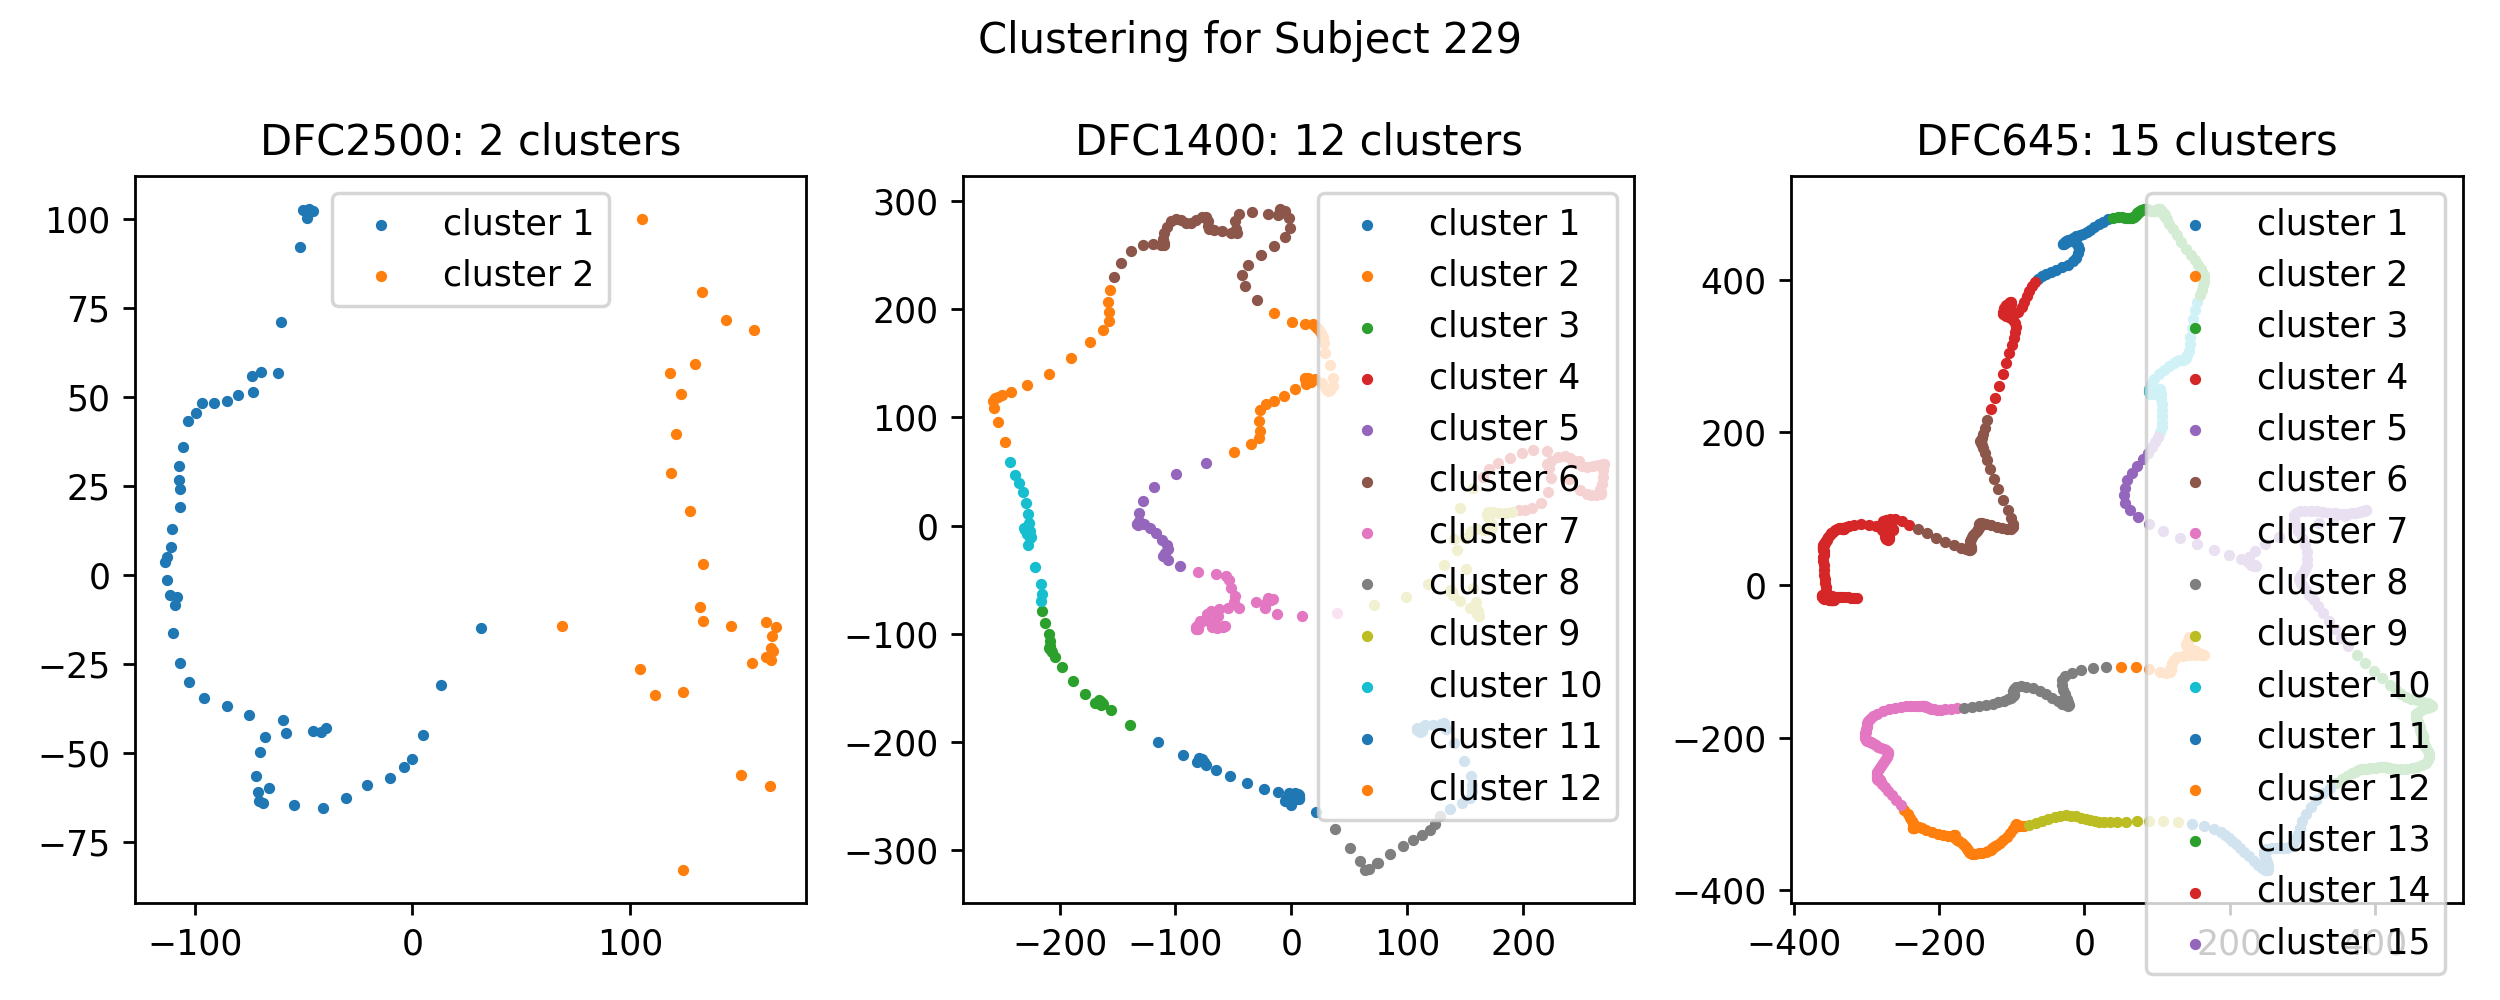 Clustering for Subject 229
DFC2500: 2 clusters
100
75
50
25
0
−25
−50
−75
−100
0
100
cluster 1
cluster 2
DFC1400: 12 clusters
300
200
100
0
−100
−200
−300
−200
−100
0
100
200
cluster 1
cluster 2
cluster 3
cluster 4
cluster 5
cluster 6
cluster 7
cluster 8
cluster 9
cluster 10
cluster 11
cluster 12
DFC645: 15 clusters
400
200
0
−200
−400
−400
−200
0
200
400
cluster 1
cluster 2
cluster 3
cluster 4
cluster 5
cluster 6
cluster 7
cluster 8
cluster 9
cluster 10
cluster 11
cluster 12
cluster 13
cluster 14
cluster 15